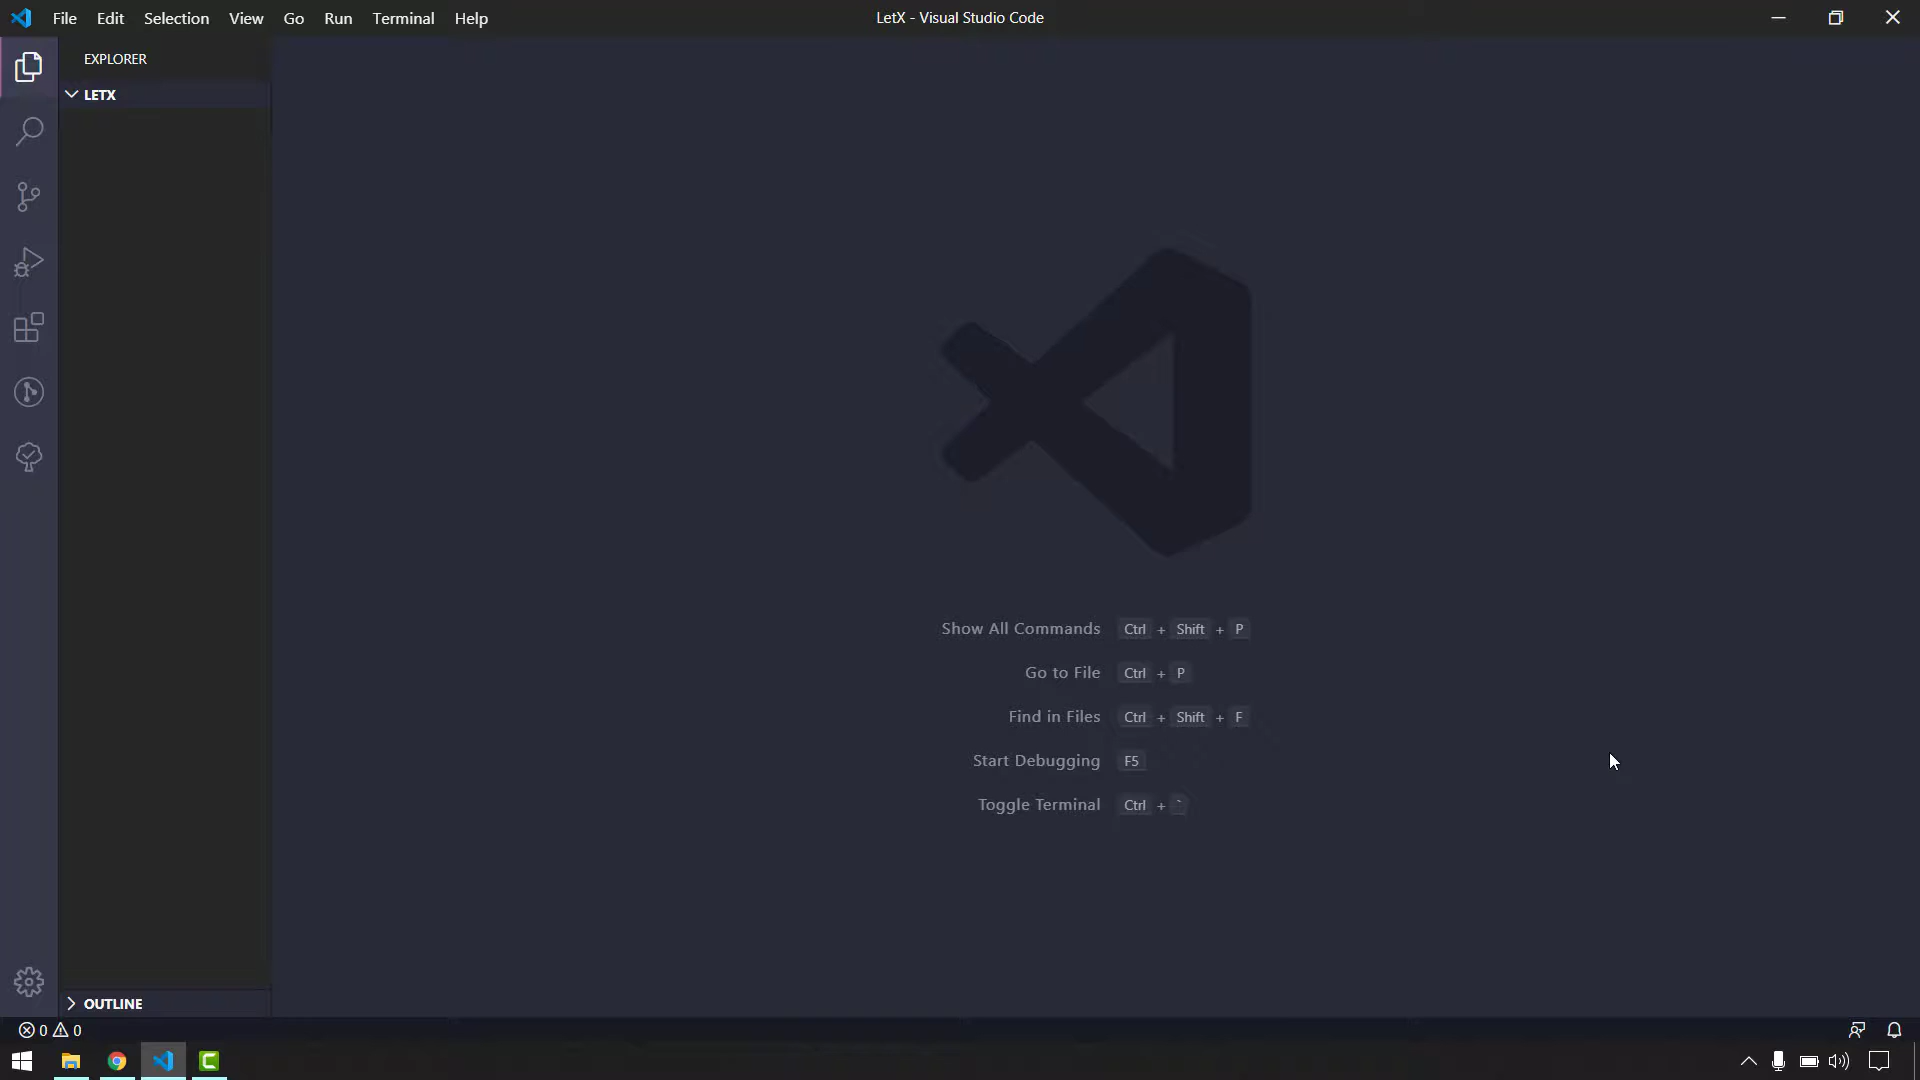 File Edit Selection View Go Run Terminal Help
LetX - Visual Studio Code
EXPLORER
LETX
Show All Commands Ctrl + Shift + P
Go to File Ctrl + P
Find in Files Ctrl + Shift + F
Start Debugging F5
Toggle Terminal Ctrl + `
OUTLINE
0 0